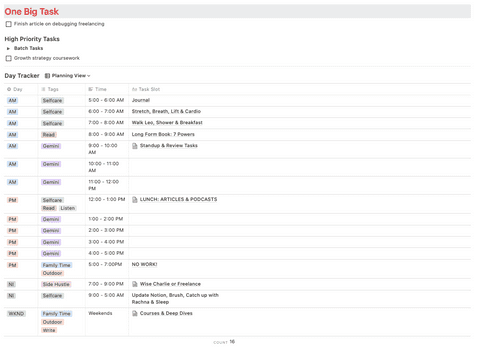 One Big Task
Finish article on debugging freelancing
High Priority Tasks
Batch Tasks
Growth strategy coursework
Day Tracker Planning View
Day Tags Time Task Slot
AM Selfcare 5:00 - 6:00 AM Journal
AM Selfcare 6:00 - 7:00 AM Stretch, Breath, Lift & Cardio
AM Selfcare 7:00 - 8:00 AM Walk Leo, Shower & Breakfast
AM Read 8:00 - 9:00 AM Long Form Book: 7 Powers
AM Gemini 9:00 - 10:00 Standup & Review Tasks
AM
AM Gemini 10:00 - 11:00
AM
AM Gemini 11:00 - 12:00
PM
PM Selfcare 12:00 - 1:00 PM LUNCH: ARTICLES & PODCASTS
Read Listen
PM Gemini 1:00 - 2:00 PM
PM Gemini 2:00 - 3:00 PM
PM Gemini 3:00 - 4:00 PM
PM Gemini 4:00 - 5:00 PM
PM Family Time 5:00 - 7:00PM NO WORK!
Outdoor
NI Side Hustle 7:00 - 9:00 PM Wise Charlie or Freelance
NI Selfcare 9:00 - 5:00 AM Update Notion, Brush, Catch up with
Rachna & Sleep
WKND Family Time Weekends Courses & Deep Dives
Outdoor
Write
COUNT 16